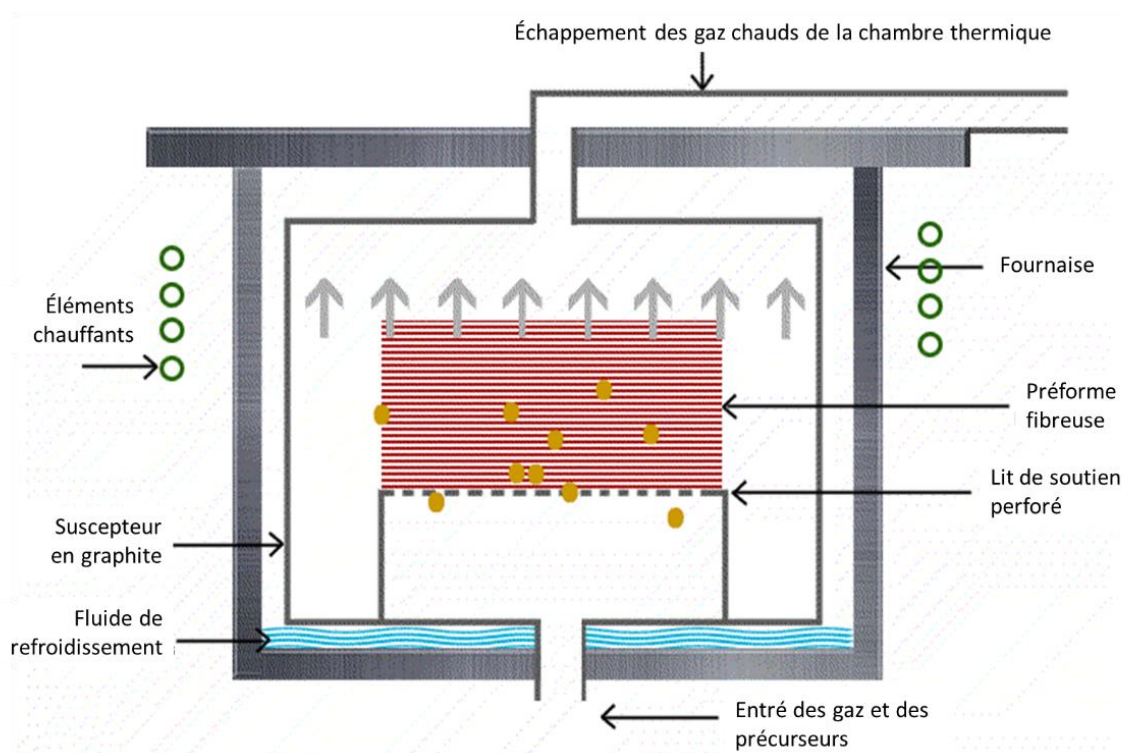 Échappement des gaz chauds de la chambre thermique
Éléments
chauffants
Fournaise
Préforme
fibreuse
Lit de soutien
perforé
Suscepteur
en graphite
Fluide de
refroidissement
Entré des gaz et des
précurseurs